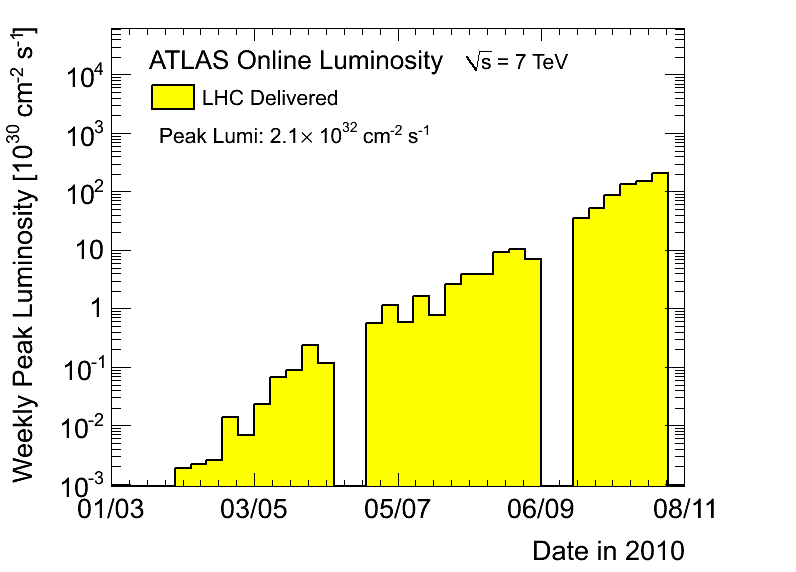 ATLAS Online Luminosity √s = 7 TeV
LHC Delivered
Peak Lumi: 2.1× 10³² cm⁻² s⁻¹
Weekly Peak Luminosity [10³⁰ cm⁻² s⁻¹]
10⁴
10³
10²
10
1
10⁻¹
10⁻²
10⁻³
01/03 03/05 05/07 06/09 08/11
Date in 2010